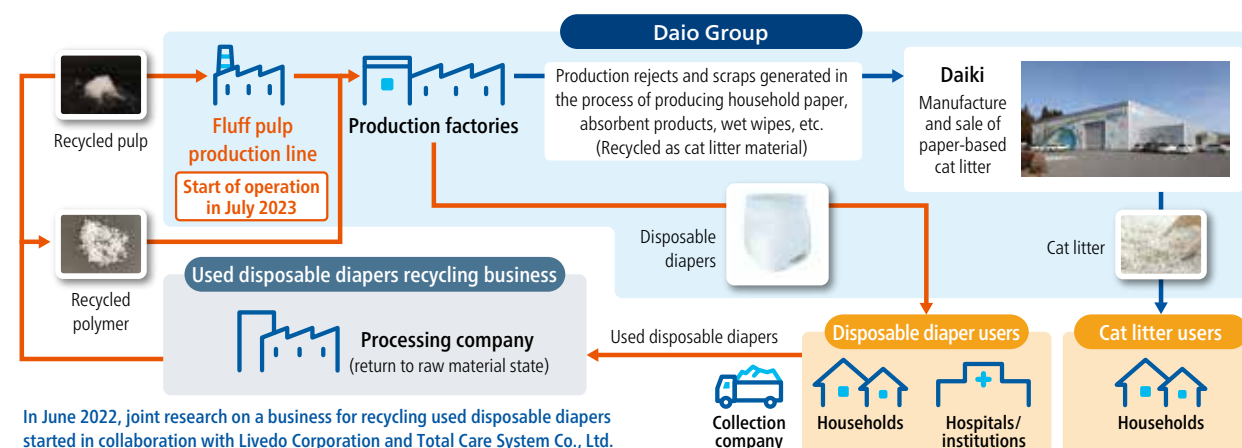 Daio Group
Recycled pulp
Fluff pulp
production line
Start of operation
in July 2023
Production factories
Production rejects and scraps generated in
the process of producing household paper,
absorbent products, wet wipes, etc.
(Recycled as cat litter material)
Daiki
Manufacture
and sale of
paper-based
cat litter
Recycled
polymer
Disposable
diapers
Cat litter
Used disposable diapers recycling business
Processing company
(return to raw material state)
Used disposable diapers
Collection
company
Disposable diaper users
Households
Hospitals/
institutions
Cat litter users
Households
In June 2022, joint research on a business for recycling used disposable diapers
started in collaboration with Livedo Corporation and Total Care System Co., Ltd.